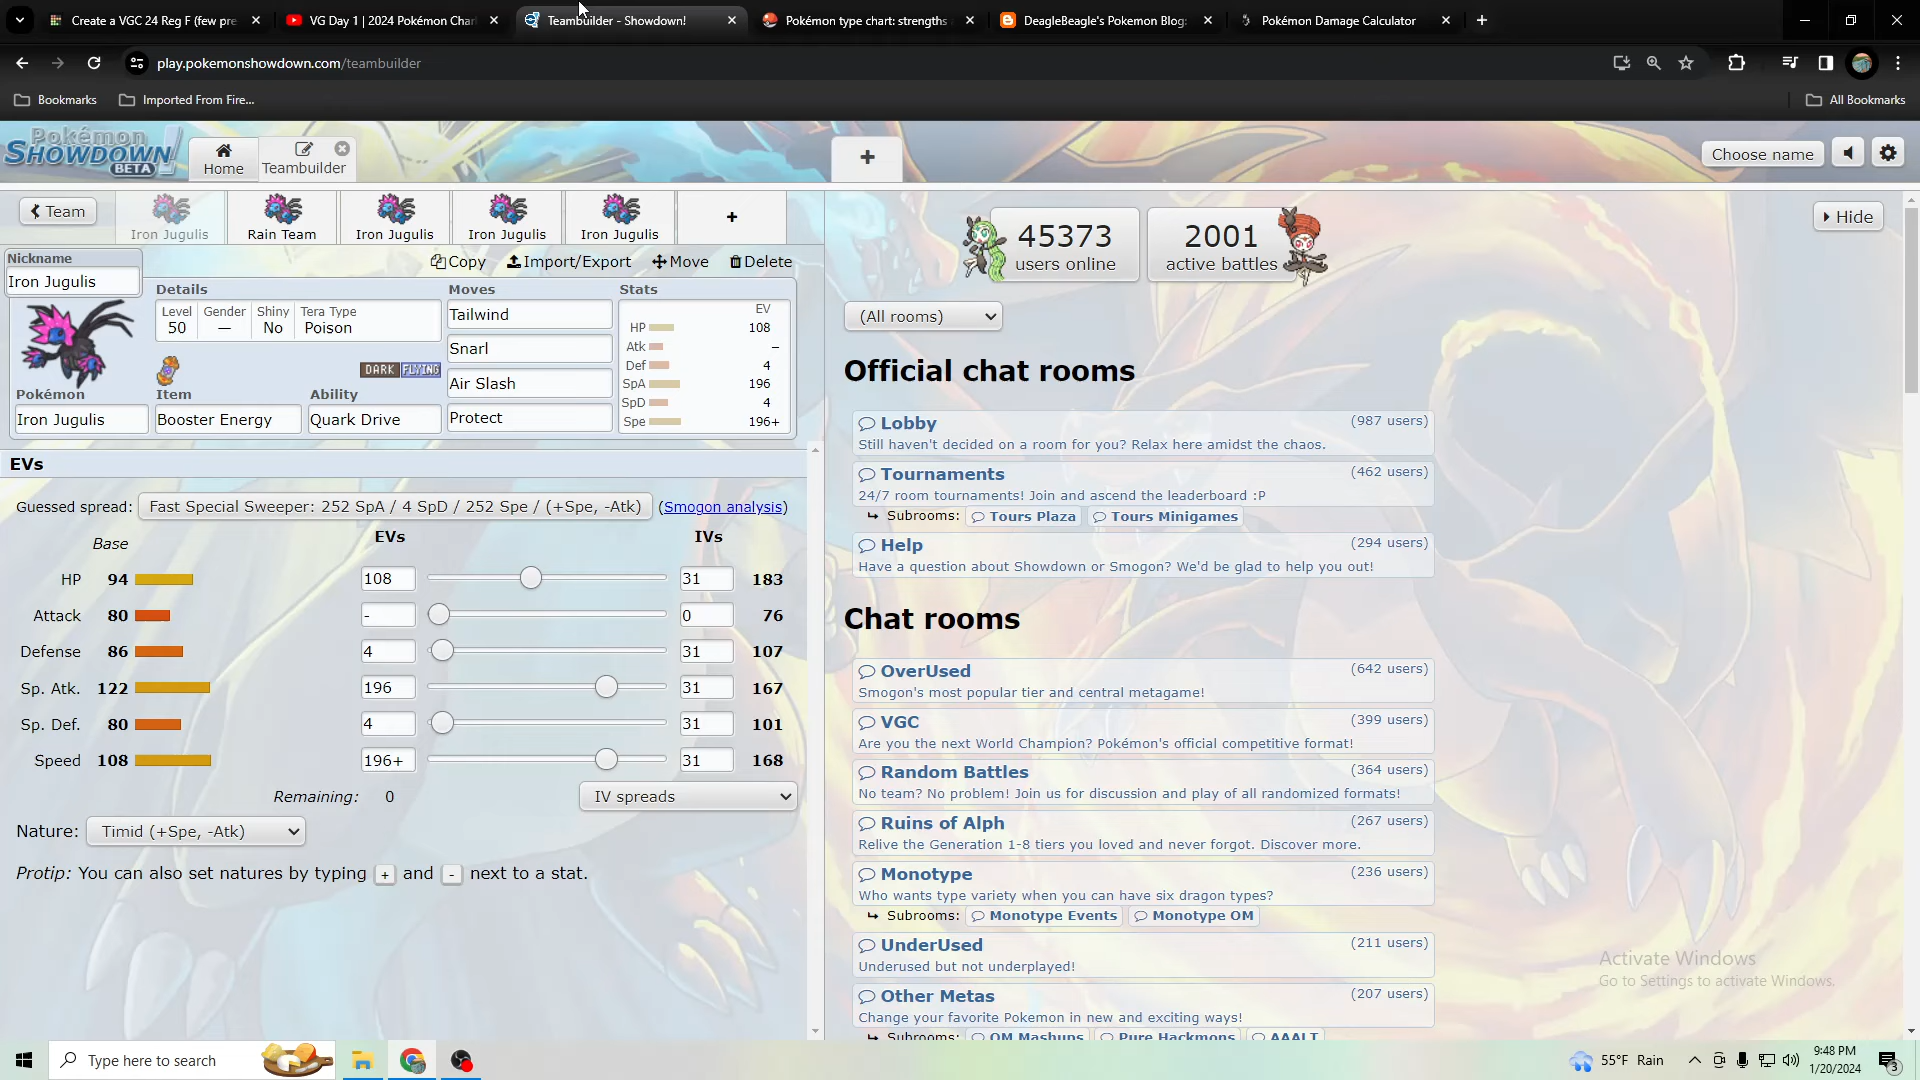 Create a VGC 24 Reg F (few pre
VG Day 1 | 2024 Pokémon Char
Teambuilder - Showdown!
Pokémon type chart: strengths
DeagleBeagle's Pokemon Blog:
Pokémon Damage Calculator
play.pokemonshowdown.com/teambuilder
Bookmarks
Imported From Fire...
All Bookmarks
Pokémon
SHOWDOWN
BETA
Home
Teambuilder
+
Choose name
Team
Iron Jugulis
Rain Team
Iron Jugulis
Iron Jugulis
Iron Jugulis
+
Copy
Import/Export
Move
Delete
Nickname
Iron Jugulis
Details
Level
50
Gender
—
Shiny
No
Tera Type
Poison
DARK FLYING
Pokémon
Iron Jugulis
Item
Booster Energy
Ability
Quark Drive
Moves
Tailwind
Snarl
Air Slash
Protect
Stats
EV
HP 108
Atk –
Def 4
SpA 196
SpD 4
Spe 196+
EVs
Guessed spread: Fast Special Sweeper: 252 SpA / 4 SpD / 252 Spe / (+Spe, -Atk) (Smogon analysis)
Base EVs IVs
HP 94 108 31 183
Attack 80 - 0 76
Defense 86 4 31 107
Sp. Atk. 122 196 31 167
Sp. Def. 80 4 31 101
Speed 108 196+ 31 168
Remaining: 0
IV spreads
Nature: Timid (+Spe, -Atk)
Protip: You can also set natures by typing + and - next to a stat.
45373
users online
2001
active battles
Hide
(All rooms)
Official chat rooms
Lobby (987 users)
Still haven't decided on a room for you? Relax here amidst the chaos.
Tournaments (462 users)
24/7 room tournaments! Join and ascend the leaderboard :P
Subrooms: Tours Plaza Tours Minigames
Help (294 users)
Have a question about Showdown or Smogon? We'd be glad to help you out!
Chat rooms
OverUsed (642 users)
Smogon's most popular tier and central metagame!
VGC (399 users)
Are you the next World Champion? Pokémon's official competitive format!
Random Battles (364 users)
No team? No problem! Join us for discussion and play of all randomized formats!
Ruins of Alph (267 users)
Relive the Generation 1-8 tiers you loved and never forgot. Discover more.
Monotype (236 users)
Who wants type variety when you can have six dragon types?
Subrooms: Monotype Events Monotype OM
UnderUsed (211 users)
Underused but not underplayed!
Other Metas (207 users)
Change your favorite Pokemon in new and exciting ways!
Subrooms: OM Mashups Pure Hackmons AAALT
Activate Windows
Go to Settings to activate Windows.
Type here to search
55°F Rain
9:48 PM
1/20/2024
3